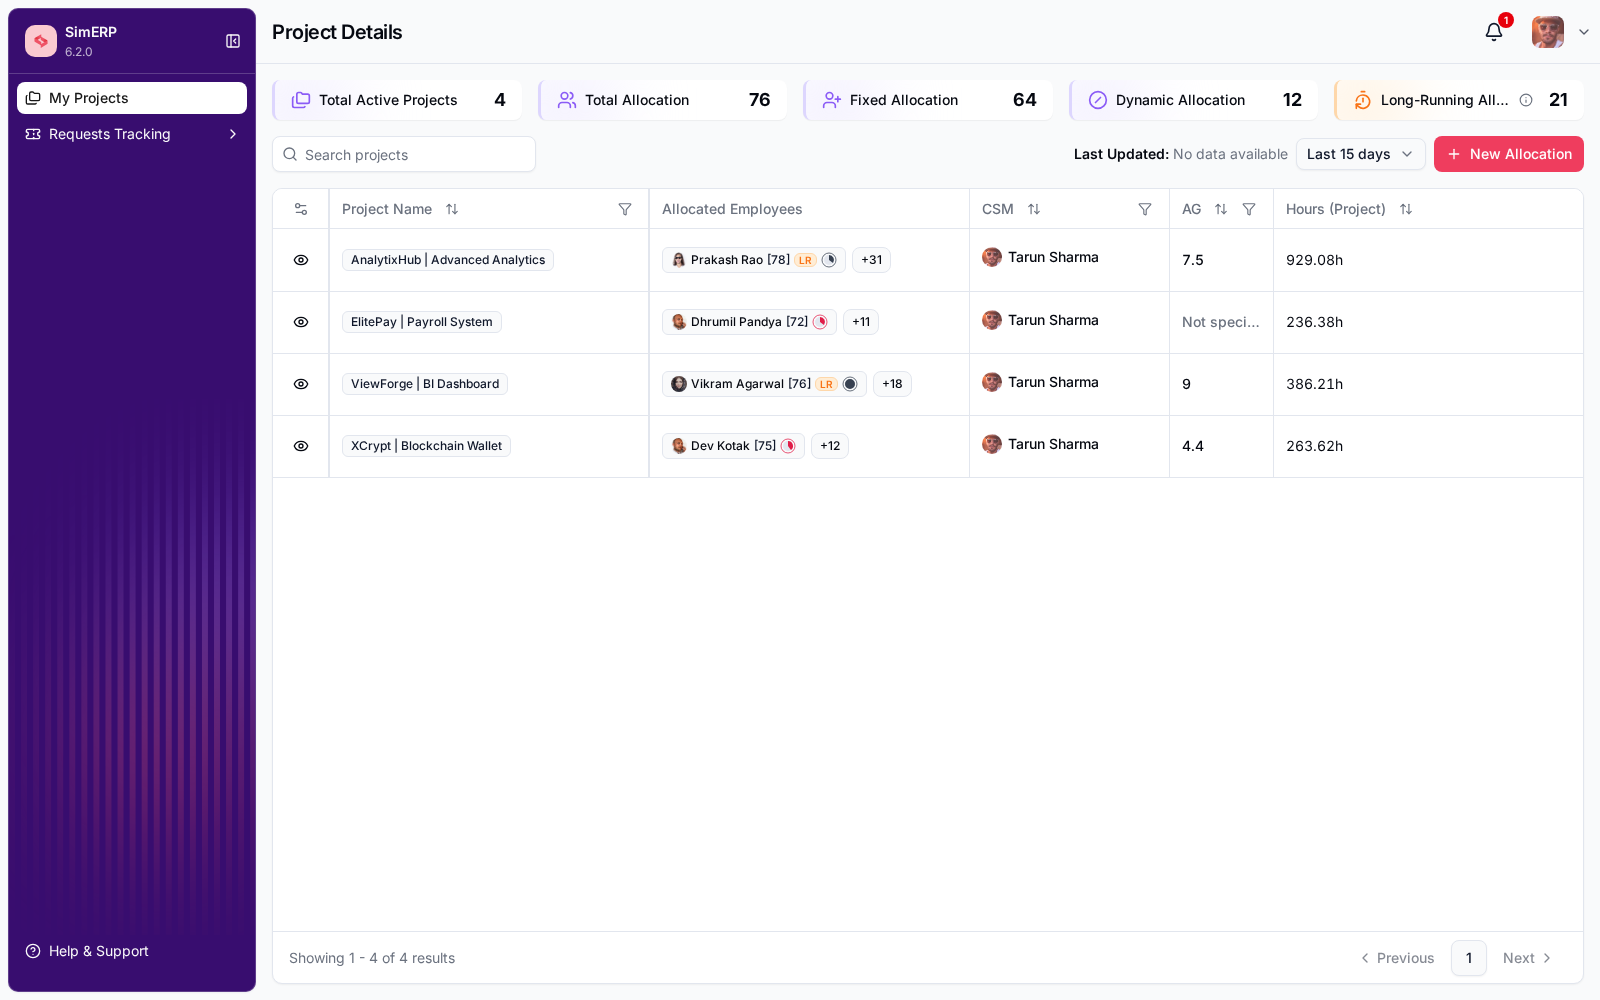 SimERP
6.2.0
My Projects
Requests Tracking
Help & Support
Project Details
1
Total Active Projects 4
Total Allocation 76
Fixed Allocation 64
Dynamic Allocation 12
Long-Running All... 21
Search projects
Last Updated: No data available
Last 15 days
New Allocation
Project Name Allocated Employees CSM AG Hours (Project)
AnalytixHub | Advanced Analytics Prakash Rao [78] LR +31 Tarun Sharma 7.5 929.08h
ElitePay | Payroll System Dhrumil Pandya [72] +11 Tarun Sharma Not speci... 236.38h
ViewForge | BI Dashboard Vikram Agarwal [76] LR +18 Tarun Sharma 9 386.21h
XCrypt | Blockchain Wallet Dev Kotak [75] +12 Tarun Sharma 4.4 263.62h
Showing 1 - 4 of 4 results
Previous 1 Next